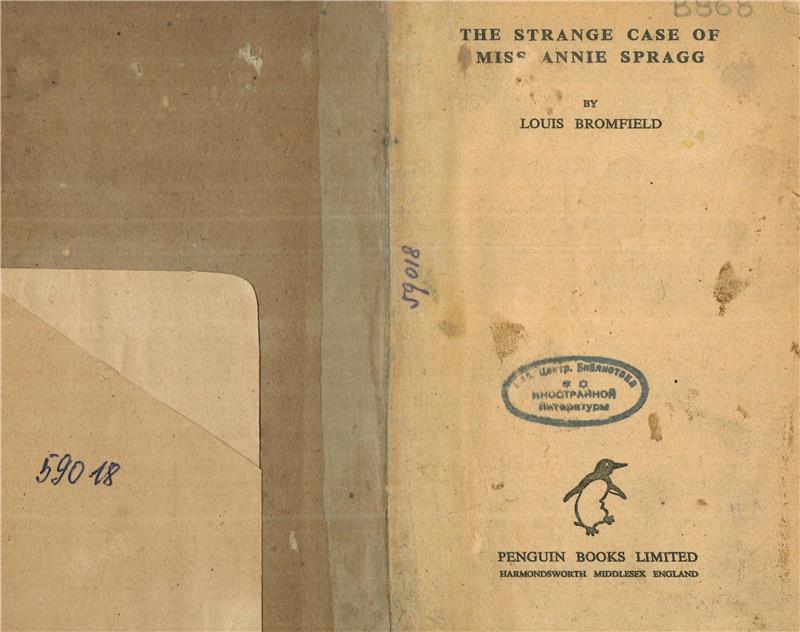 59018
B868
THE STRANGE CASE OF
MISS ANNIE SPRAGG
BY
LOUIS BROMFIELD
59018
Центр. Библиотека
ИНОСТРАННОЙ
Литературы
PENGUIN BOOKS LIMITED
HARMONDSWORTH MIDDLESEX ENGLAND